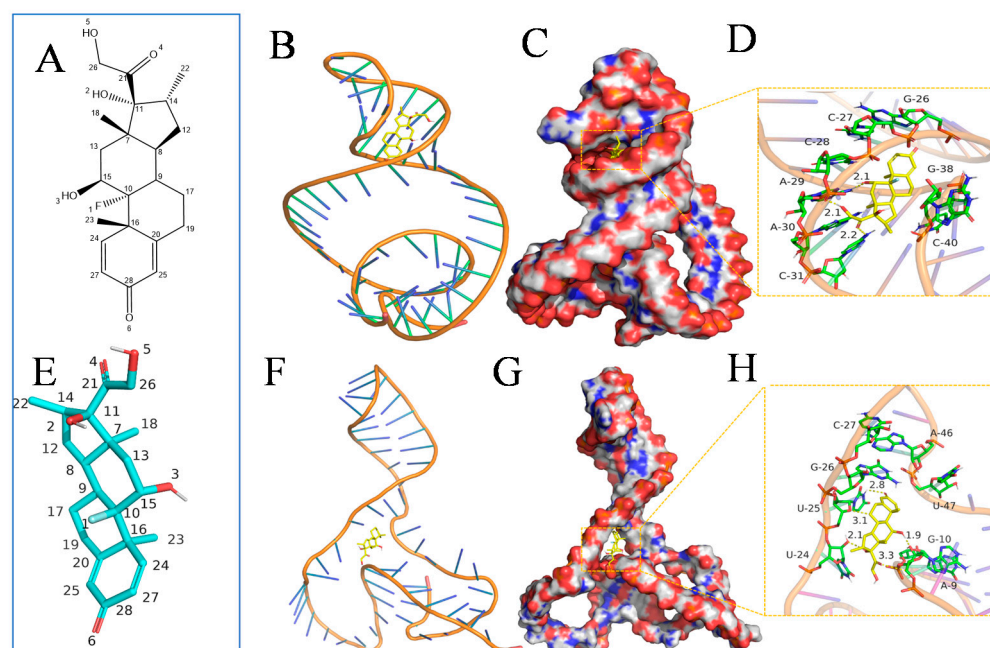 A
5
HO
4
O
26
21
22
HO
2
11
14
18
7
12
13
8
15
9
HO
3
10
17
1
F
23
16
24
20
19
27
25
28
O
6
B
C
D
G-26
C-27
C-28
2.1
G-38
A-29
2.1
2.2
A-30
C-40
C-31
E
5
4
21
26
22
14
11
2
7
18
12
13
8
3
9
15
17
10
1
16
23
19
20
24
25
27
28
6
F
G
H
C-27
A-46
G-26
2.8
U-25
U-47
3.1
2.1
1.9
G-10
U-24
3.3
A-9